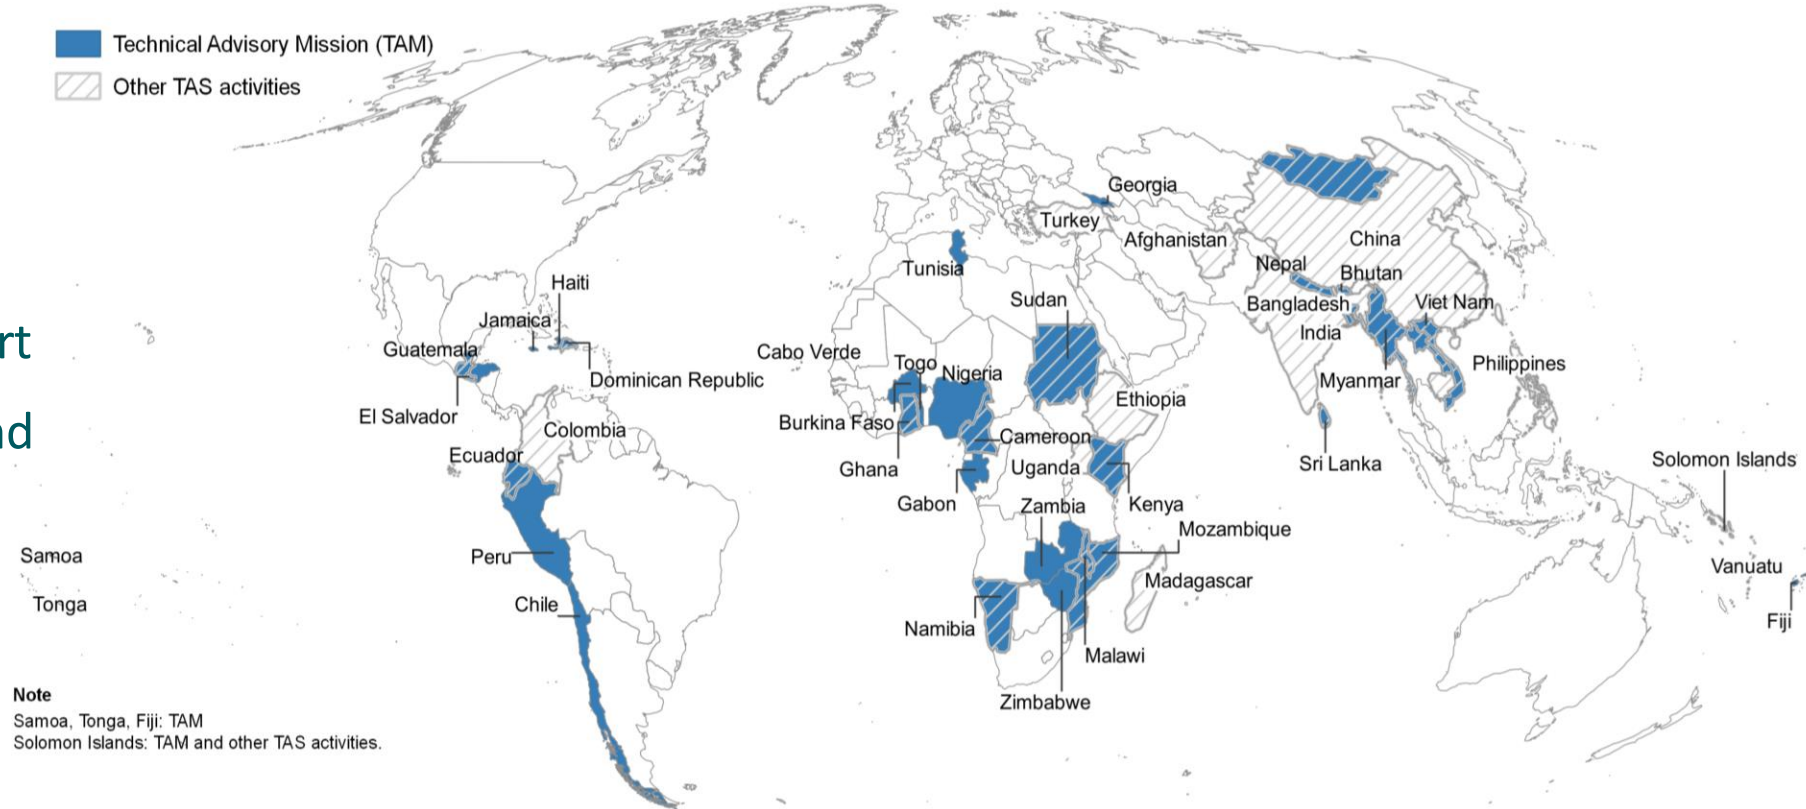 Technical Advisory Mission (TAM)
Other TAS activities
Georgia
Turkey
Afghanistan
China
Tunisia
Nepal
Bhutan
Haiti
Sudan
Bangladesh
Viet Nam
Jamaica
India
rt
Guatemala
Cabo Verde
Togo
Nigeria
Philippines
Dominican Republic
Myanmar
Ethiopia
El Salvador
Burkina Faso
nd
Colombia
Cameroon
Ecuador
Ghana
Uganda
Sri Lanka
Solomon Islands
Gabon
Zambia
Kenya
Mozambique
Samoa
Peru
Vanuatu
Madagascar
Tonga
Chile
Fiji
Namibia
Malawi
Zimbabwe
Note
Samoa, Tonga, Fiji: TAM
Solomon Islands: TAM and other TAS activities.